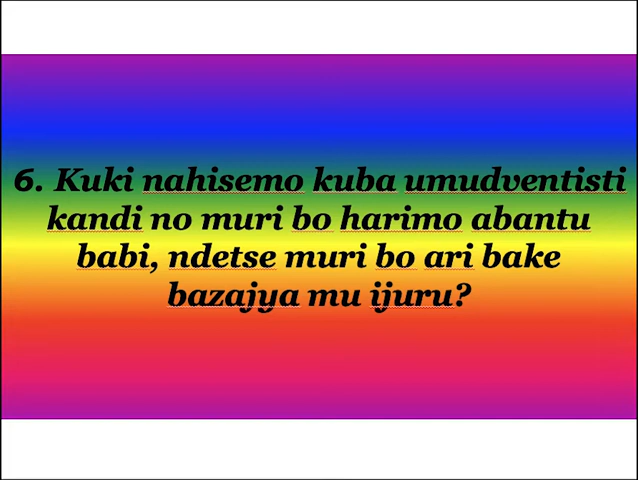 6. Kuki nahisemo kuba umudventisti
kandi no muri bo harimo abantu
babi, ndetse muri bo ari bake
bazajya mu ijuru?